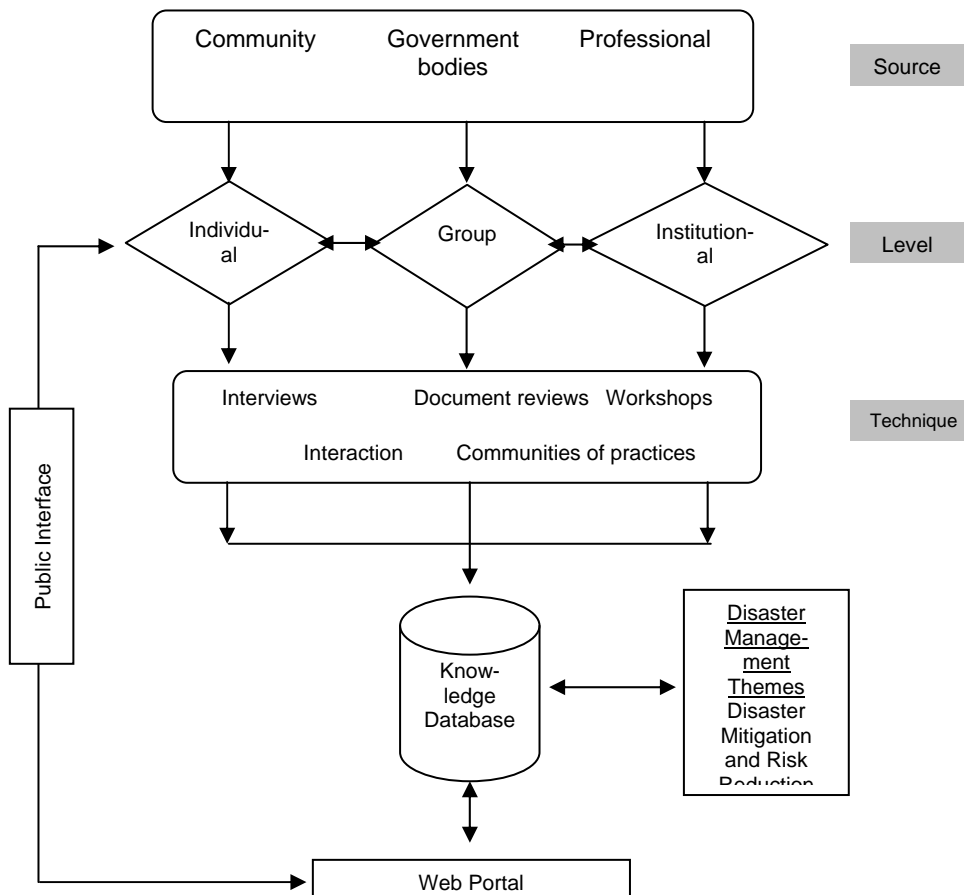 Community
Government
bodies
Professional
Source
Individu-
al
Group
Institution-
al
Level
Interviews
Document reviews
Workshops
Interaction
Communities of practices
Technique
Public Interface
Know-
ledge
Database
Disaster
Manage-
ment
Themes
Disaster
Mitigation
and Risk
Reduction
Web Portal